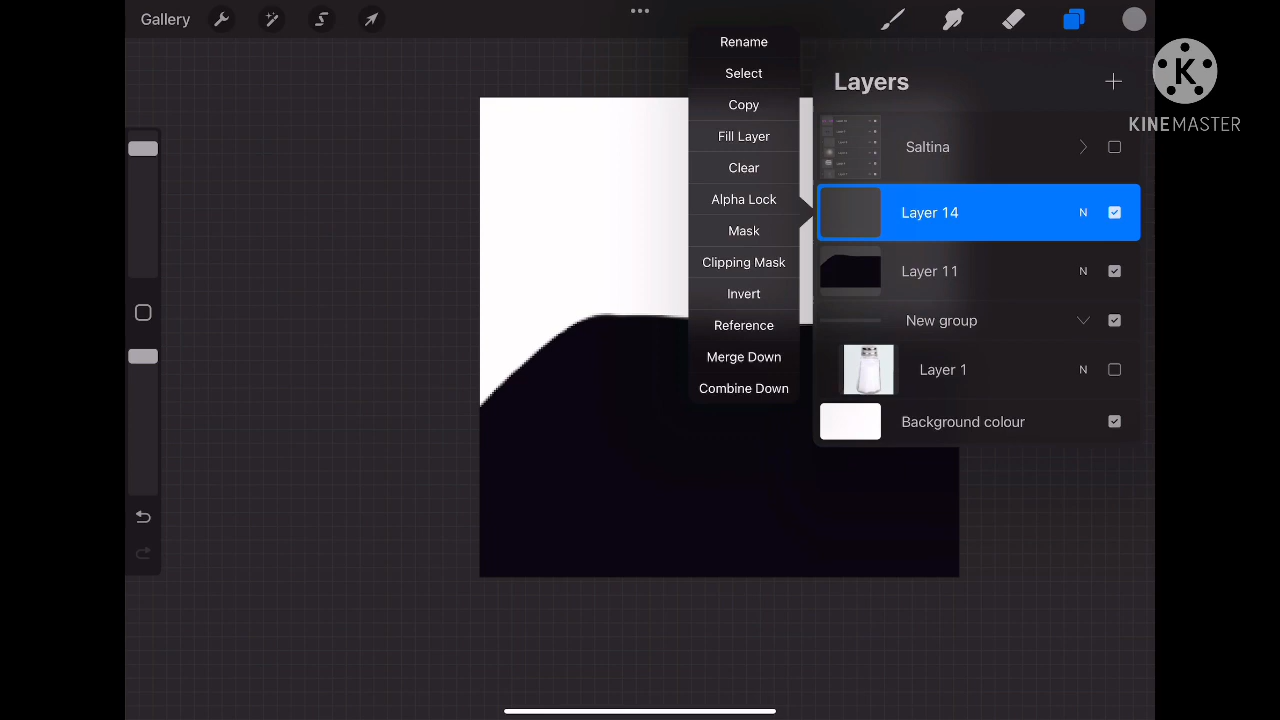 Gallery
Rename
Select
Copy
Fill Layer
Clear
Alpha Lock
Mask
Clipping Mask
Invert
Reference
Merge Down
Combine Down
Layers
Saltina
Layer 14 N
Layer 11 N
New group
Layer 1 N
Background colour
K
KINEMASTER